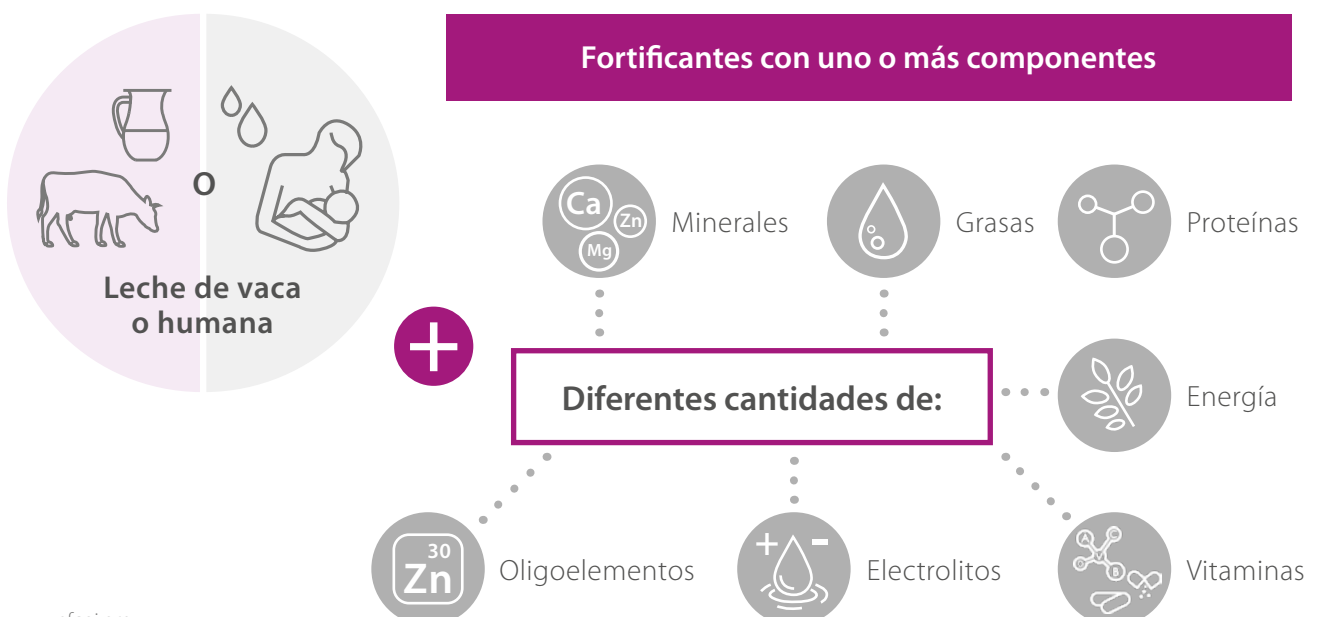 Fortificantes con uno o más componentes
O
Leche de vaca
o humana
Ca
Zn
Mg
Minerales
Grasas
Proteínas
+
Diferentes cantidades de:
Energía
30
Zn
Oligoelementos
+ -
Electrolitos
A
C
B
Vitaminas